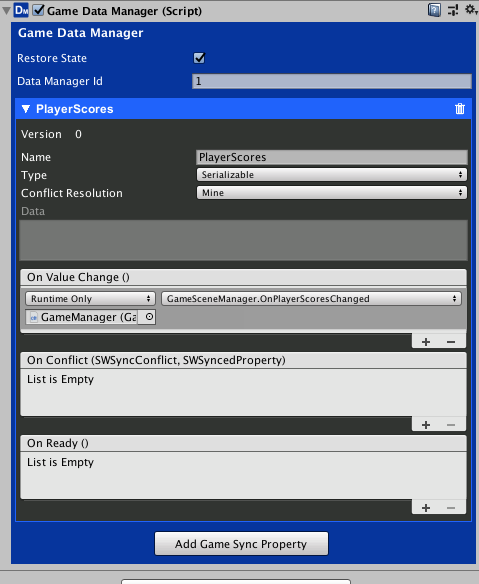 DM Game Data Manager (Script)
Game Data Manager
Restore State
Data Manager Id 1
PlayerScores
Version 0
Name PlayerScores
Type Serializable
Conflict Resolution Mine
Data
On Value Change ()
Runtime Only GameSceneManager.OnPlayerScoresChanged
GameManager (Ga
On Conflict (SWSyncConflict, SWSyncedProperty)
List is Empty
On Ready ()
List is Empty
Add Game Sync Property